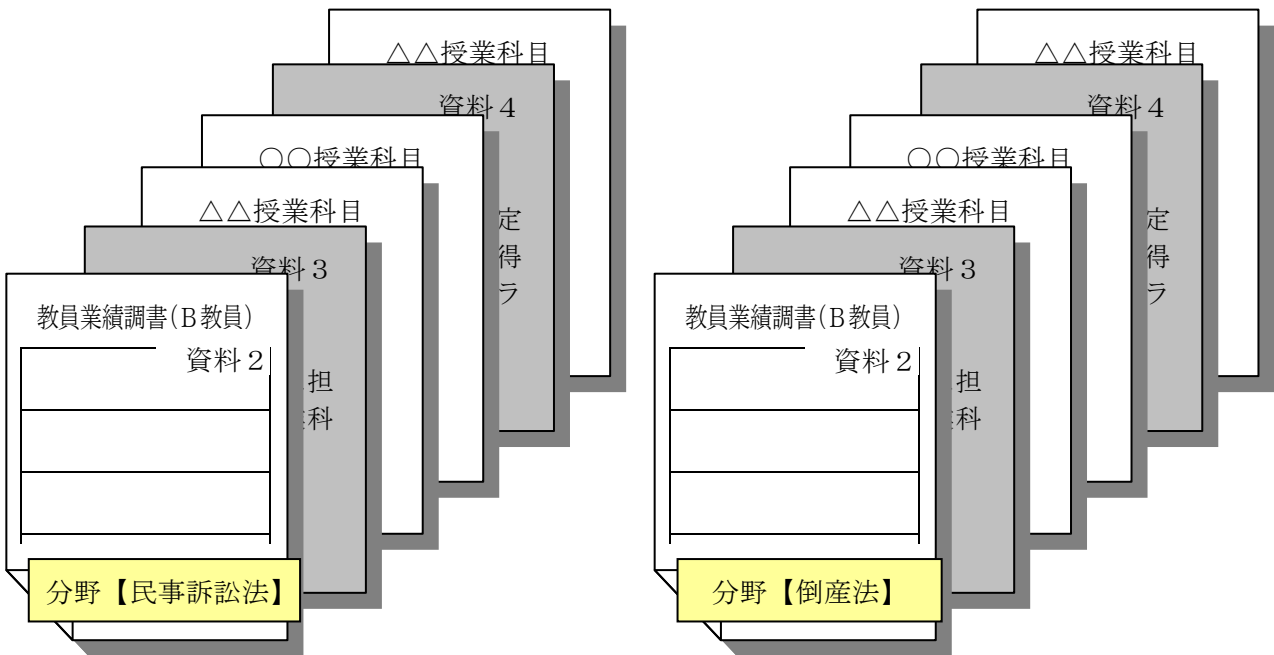 △△授業科目
資料4
○○授業科目
定
得
ラ
△△授業科目
資料3
担
科
教員業績調書(B教員)
資料2
分野【民事訴訟法】
△△授業科目
資料4
○○授業科目
定
得
ラ
△△授業科目
資料3
担
科
教員業績調書(B教員)
資料2
分野【倒産法】